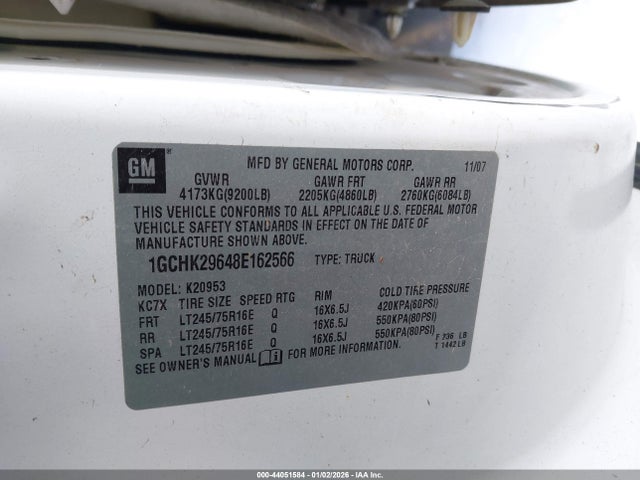 GM
MFD BY GENERAL MOTORS CORP. 11/07
GVWR GAWR FRT GAWR RR
4173KG(9200LB) 2205KG(4860LB) 2760KG(6084LB)
THIS VEHICLE CONFORMS TO ALL APPLICABLE U.S. FEDERAL MOTOR
VEHICLE SAFETY STANDARDS IN EFFECT ON THE DATE OF
MANUFACTURE SHOWN ABOVE.
1GCHK29648E162566 TYPE: TRUCK
MODEL: K20953
KC7X TIRE SIZE SPEED RTG RIM COLD TIRE PRESSURE
FRT LT245/75R16E Q 16X6.5J 420KPA(60PSI)
RR LT245/75R16E Q 16X6.5J 550KPA(80PSI)
SPA LT245/75R16E Q 16X6.5J 550KPA(80PSI)
SEE OWNER'S MANUAL FOR MORE INFORMATION.
F 236 LB
T 1442 LB
000-44051584 - 01/02/2026 - IAA Inc.